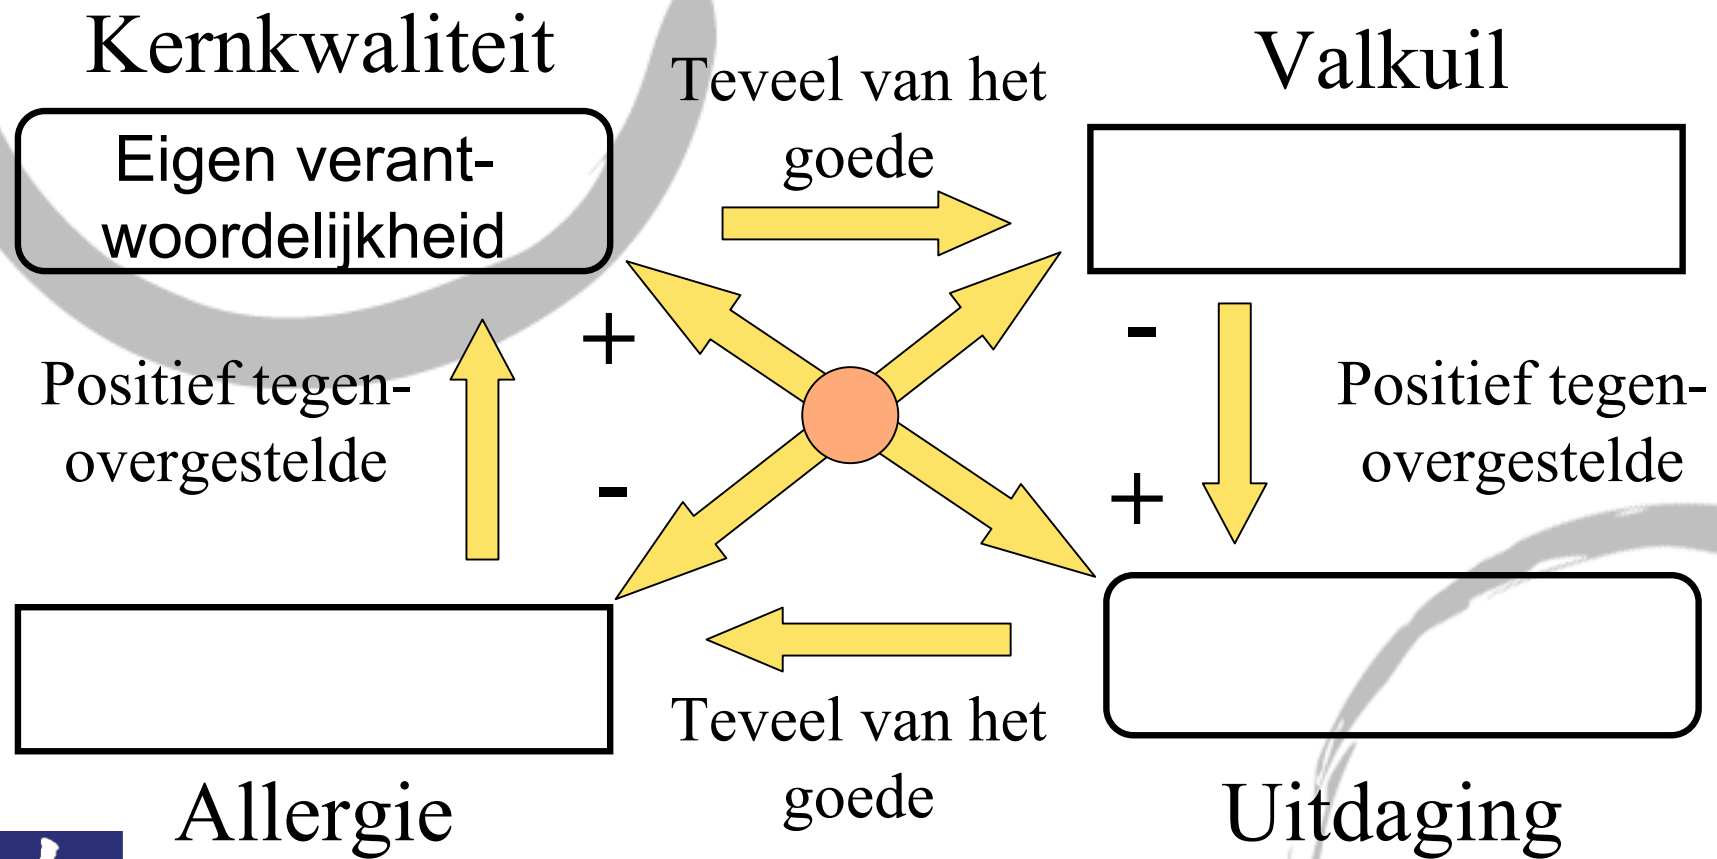 Kernkwaliteit
Teveel van het
goede
Valkuil
Eigen verant-
woordelijkheid
+
-
Positief tegen-
overgestelde
Positief tegen-
overgestelde
-
+
Teveel van het
goede
Allergie
Uitdaging